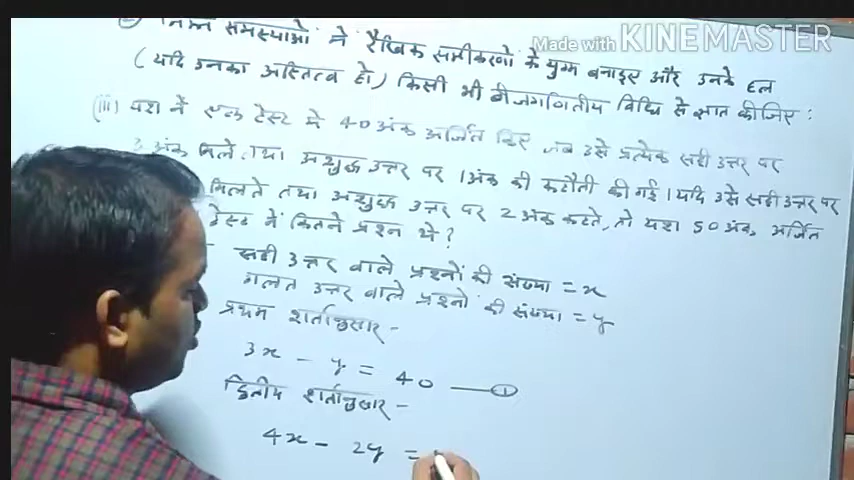 Made with KINEMASTER
निम्न समस्याओं में रैखिक समीकरणों के युग्म बनाइए और उनके हल
(यदि उनका अस्तित्व हो) किसी भी बीजगणितीय विधि से ज्ञात कीजिए :
(iii) यश ने एक टेस्ट में 40 अंक अर्जित किए जब उसे प्रत्येक सही उत्तर पर
3 अंक मिले तथा अशुद्ध उत्तर पर 1 अंक की कटौती की गई। यदि उसे सही उत्तर पर
मिलते तथा अशुद्ध उत्तर पर 2 अंक कटते, तो यश 50 अंक अर्जित
टेस्ट में कितने प्रश्न थे?
सही उत्तर वाले प्रश्नों की संख्या = x
गलत उत्तर वाले प्रश्नों की संख्या = y
प्रथम शर्तानुसार -
3x - y = 40 — ①
द्वितीय शर्तानुसार -
4x - 2y =